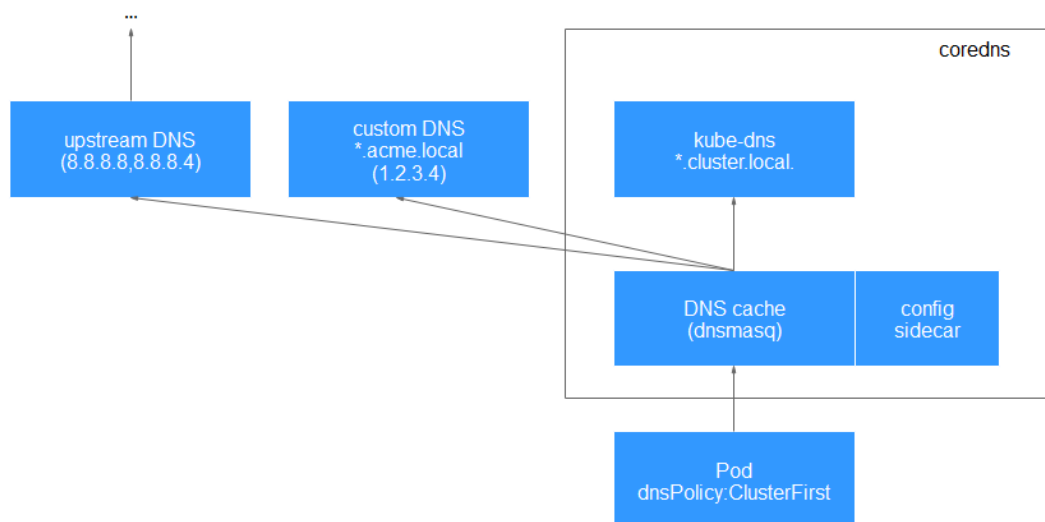 ...
coredns
upstream DNS
(8.8.8.8,8.8.8.4)
custom DNS
*.acme.local
(1.2.3.4)
kube-dns
*.cluster.local.
DNS cache
(dnsmasq)
config
sidecar
Pod
dnsPolicy:ClusterFirst